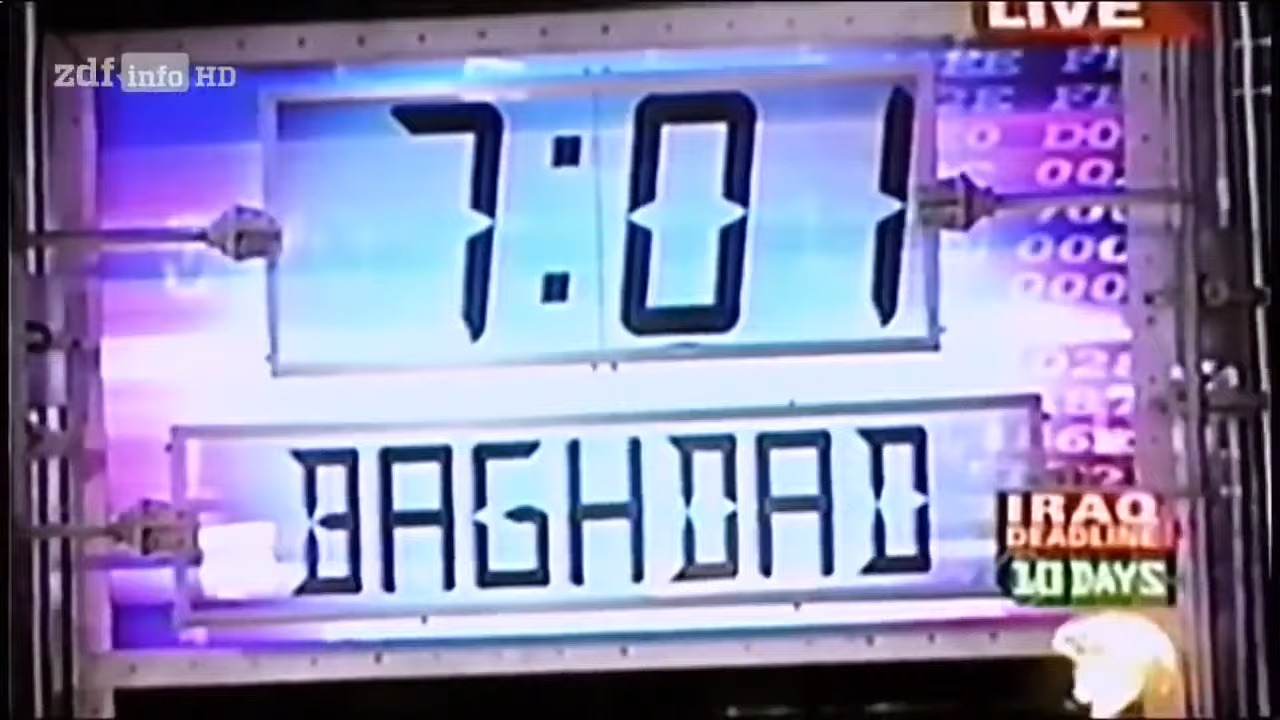 LIVE
zdf info HD
7:01
BAGHDAD
IRAQ
DEADLINE
10 DAYS